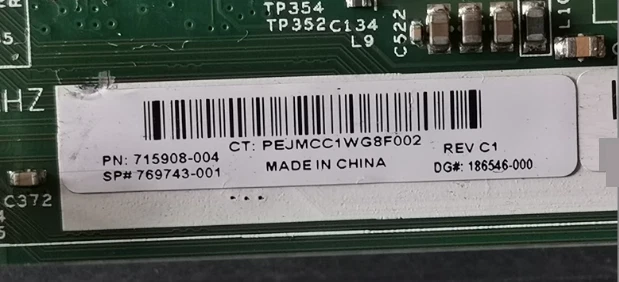 TP354
TP352 C134
L9
C522
HZ
CT: PEJMCC1WG8F002
PN: 715908-004
REV C1
SP# 769743-001
MADE IN CHINA
DG#: 186546-000
C372